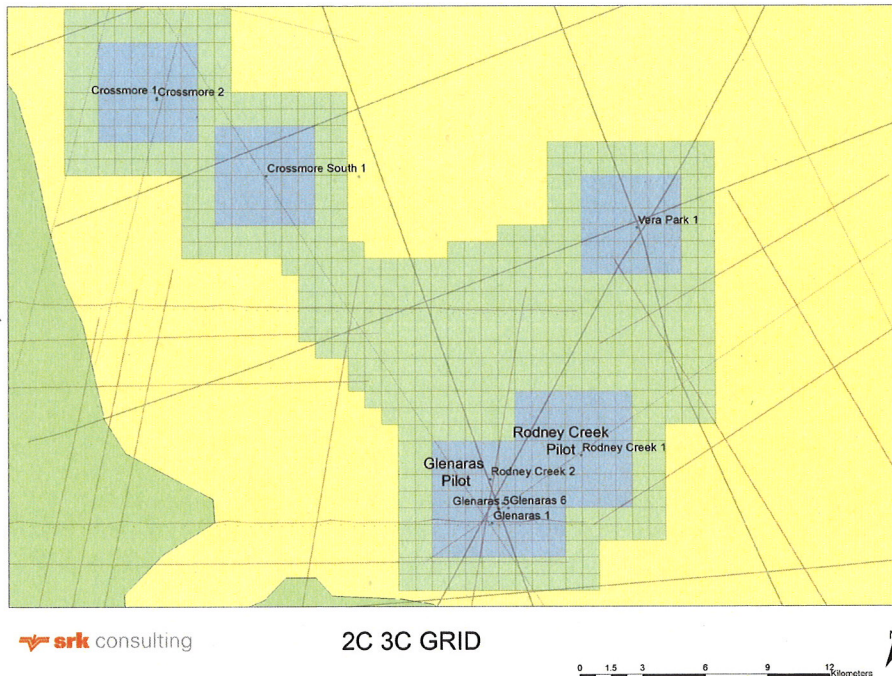 Crossmore 1
Crossmore 2
Crossmore South 1
Vera Park 1
Rodney Creek
Pilot
Rodney Creek 1
Glenaras
Pilot
Rodney Creek 2
Glenaras 5
Glenaras 6
Glenaras 1
srk consulting
2C 3C GRID
0 1.5 3 6 9 12
Kilometers